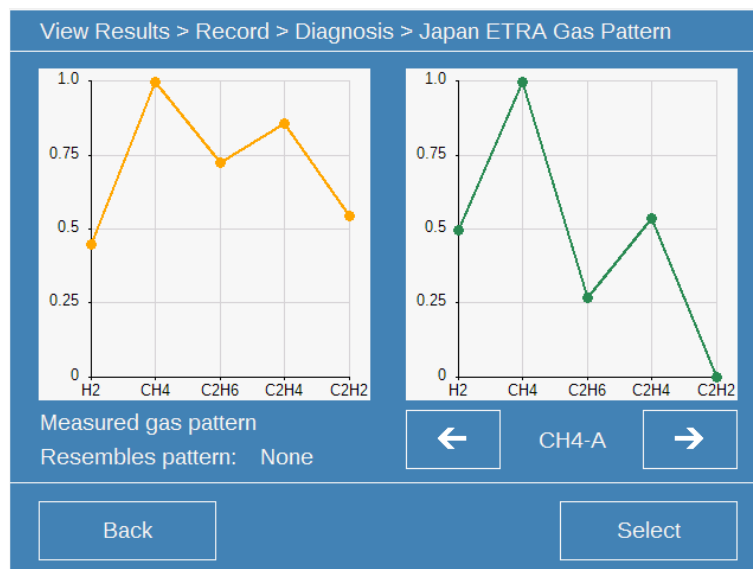 View Results > Record > Diagnosis > Japan ETRA Gas Pattern
1.0
0.75
0.5
0.25
0
H2 CH4 C2H6 C2H4 C2H2
1.0
0.75
0.5
0.25
0
H2 CH4 C2H6 C2H4 C2H2
Measured gas pattern
Resembles pattern: None
← CH4-A →
Back
Select